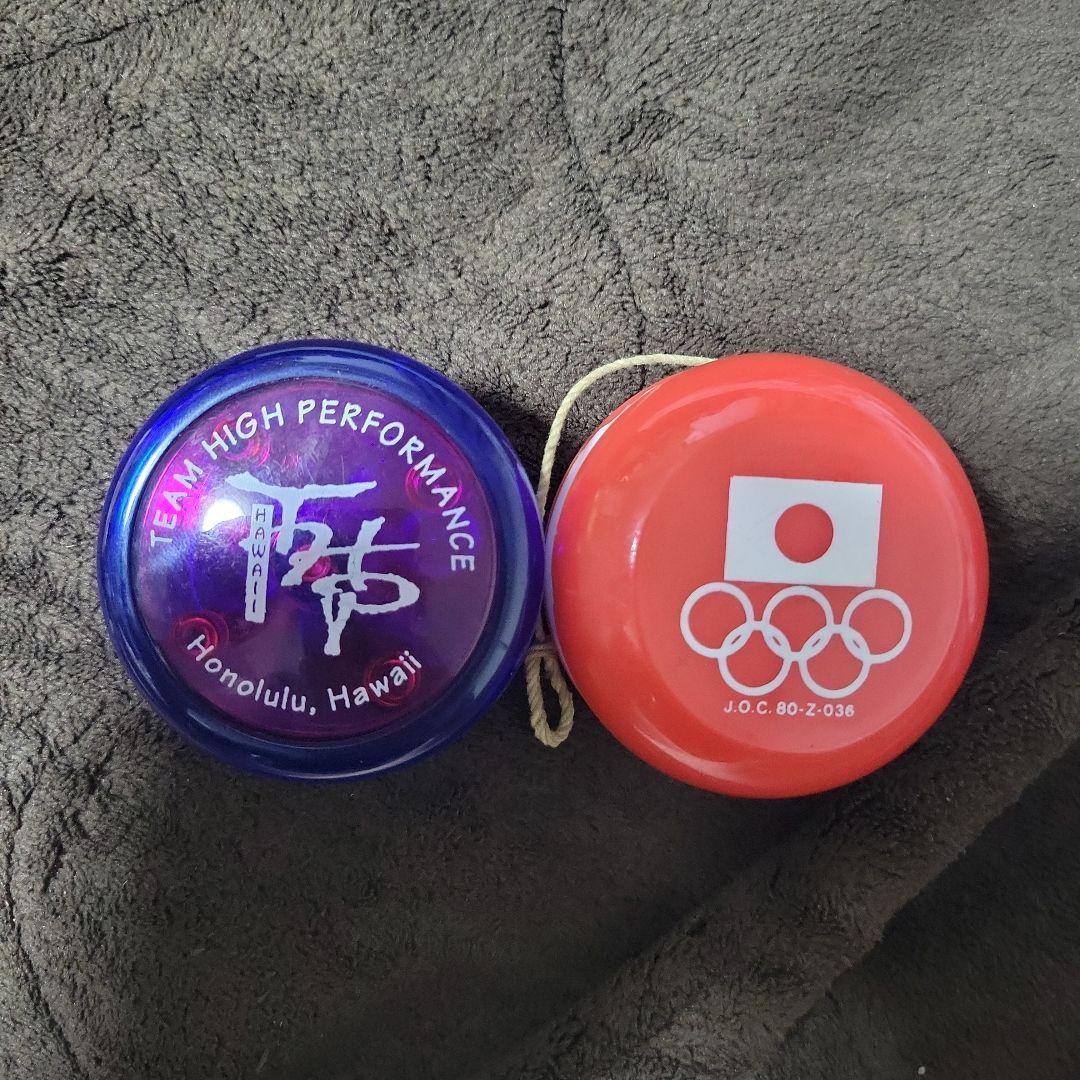 TEAM HIGH PERFORMANCE
HAWAII
THP
Honolulu, Hawaii
J.O.C. 80-Z-036